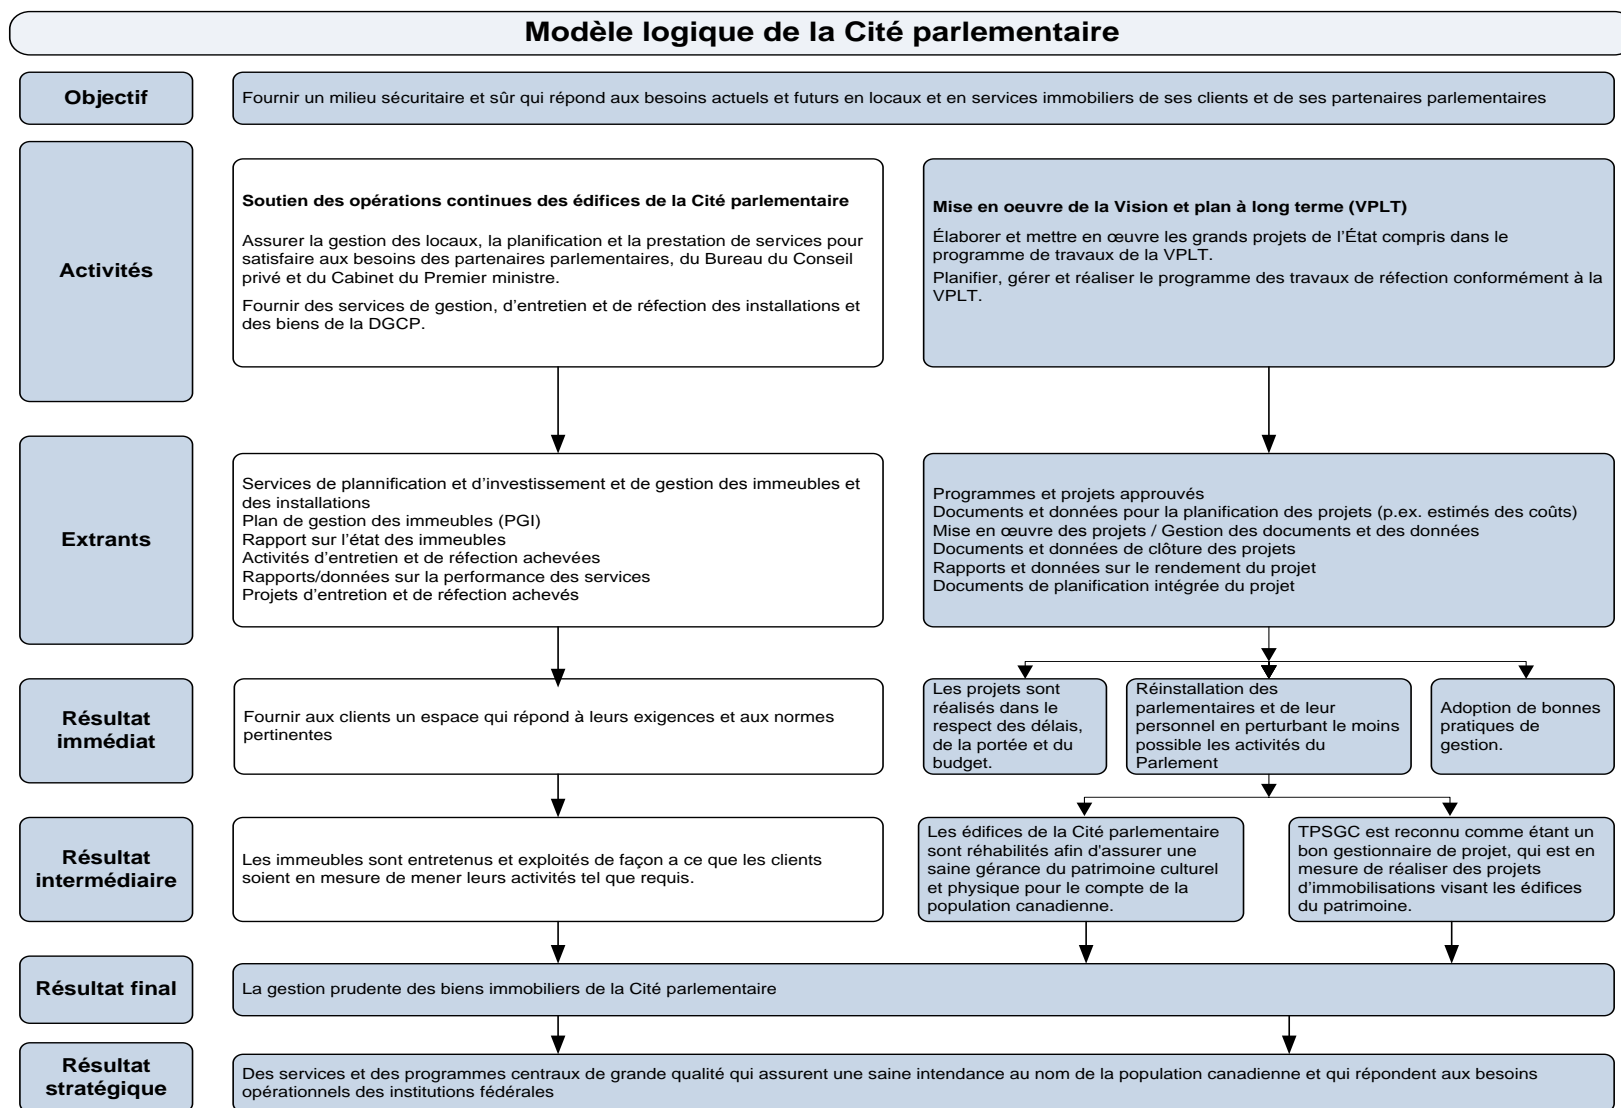 Modèle logique de la Cité parlementaire
Objectif
Fournir un milieu sécuritaire et sûr qui répond aux besoins actuels et futurs en locaux et en services immobiliers de ses clients et de ses partenaires parlementaires
Activités
Soutien des opérations continues des édifices de la Cité parlementaire
Assurer la gestion des locaux, la planification et la prestation de services pour
satisfaire aux besoins des partenaires parlementaires, du Bureau du Conseil
privé et du Cabinet du Premier ministre.
Fournir des services de gestion, d'entretien et de réfection des installations et
des biens de la DGCP.
Mise en oeuvre de la Vision et plan à long terme (VPLT)
Élaborer et mettre en œuvre les grands projets de l'État compris dans le
programme de travaux de la VPLT.
Planifier, gérer et réaliser le programme des travaux de réfection conformément à la
VPLT.
Extrants
Services de plannification et d'investissement et de gestion des immeubles et
des installations
Plan de gestion des immeubles (PGI)
Rapport sur l'état des immeubles
Activités d'entretien et de réfection achevées
Rapports/données sur la performance des services
Projets d'entretion et de réfection achevés
Programmes et projets approuvés
Documents et données pour la planification des projets (p.ex. estimés des coûts)
Mise en œuvre des projets / Gestion des documents et des données
Documents et données de clôture des projets
Rapports et données sur le rendement du projet
Documents de planification intégrée du projet
Résultat
immédiat
Fournir aux clients un espace qui répond à leurs exigences et aux normes
pertinentes
Les projets sont
réalisés dans le
respect des délais,
de la portée et du
budget.
Réinstallation des
parlementaires et de leur
personnel en perturbant le moins
possible les activités du
Parlement
Adoption de bonnes
pratiques de
gestion.
Résultat
intermédiaire
Les immeubles sont entretenus et exploités de façon a ce que les clients
soient en mesure de mener leurs activités tel que requis.
Les édifices de la Cité parlementaire
sont réhabilités afin d'assurer une
saine gérance du patrimoine culturel
et physique pour le compte de la
population canadienne.
TPSGC est reconnu comme étant un
bon gestionnaire de projet, qui est en
mesure de réaliser des projets
d'immobilisations visant les édifices
du patrimoine.
Résultat final
La gestion prudente des biens immobiliers de la Cité parlementaire
Résultat
stratégique
Des services et des programmes centraux de grande qualité qui assurent une saine intendance au nom de la population canadienne et qui répondent aux besoins
opérationnels des institutions fédérales